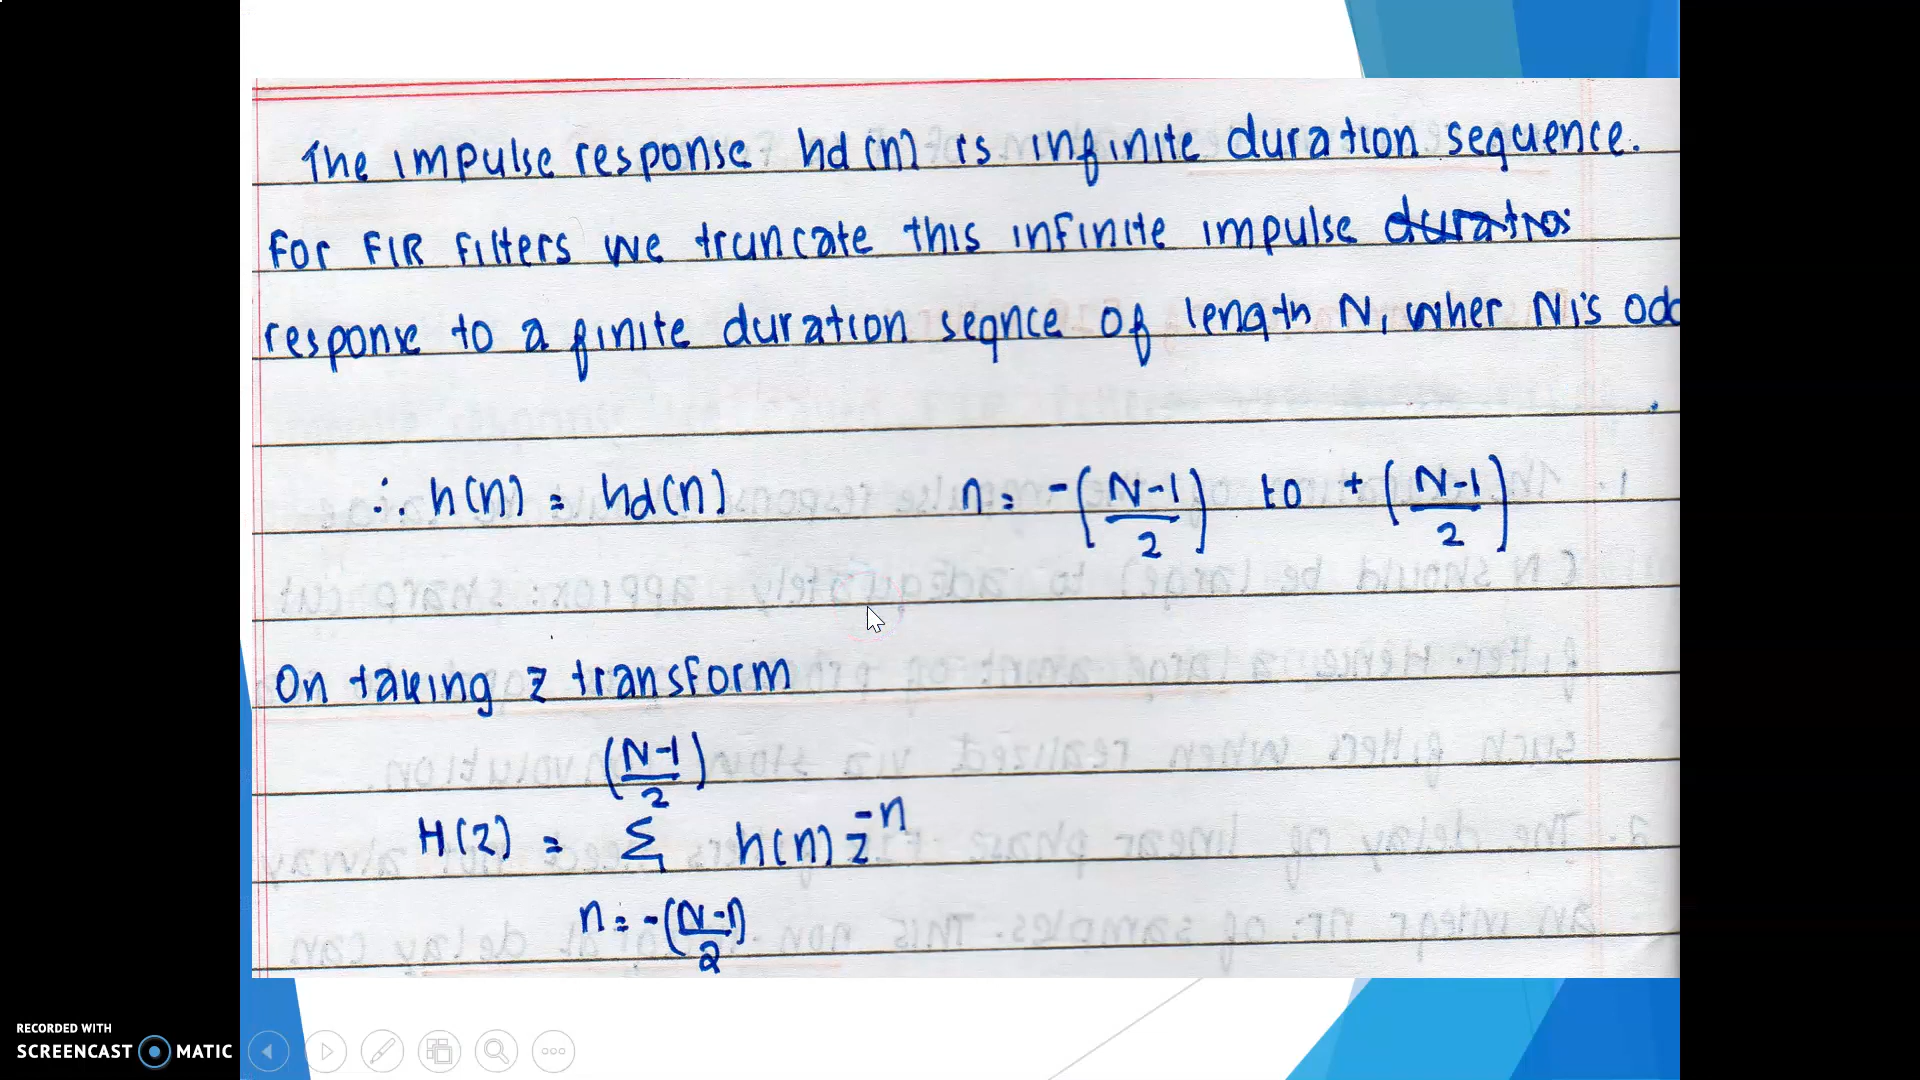 The impulse response hd(n) is infinite duration sequence.
For FIR filters we truncate this infinite impulse
response to a finite duration seqnce of length N, wher N is odd
∴ h(n) = hd(n) n = -(N-1/2) to +(N-1/2)
On taking z transform
(N-1/2)
H(z) = Σ h(n) z^-n
n = -(N-1/2)
RECORDED WITH
SCREENCAST MATIC